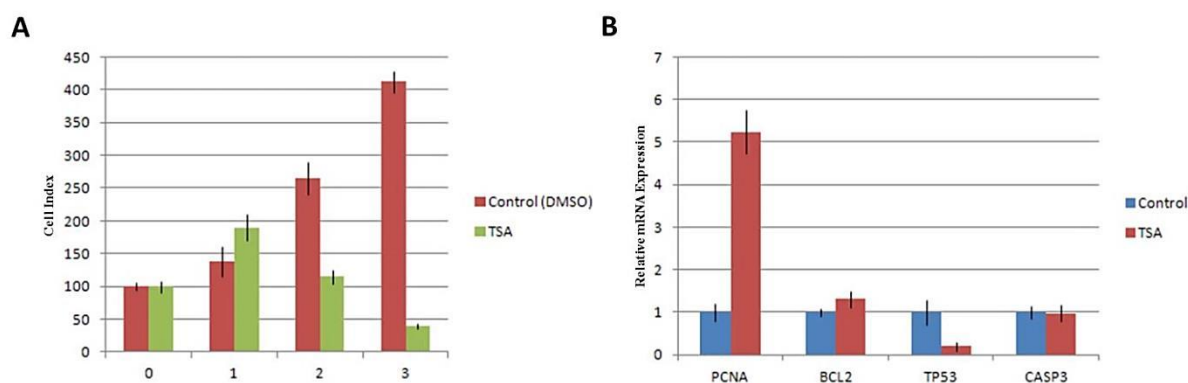 A
Cell Index
450
400
350
300
250
200
150
100
50
0
0 1 2 3
Control (DMSO)
TSA
B
Relative mRNA Expression
7
6
5
4
3
2
1
0
PCNA BCL2 TP53 CASP3
Control
TSA